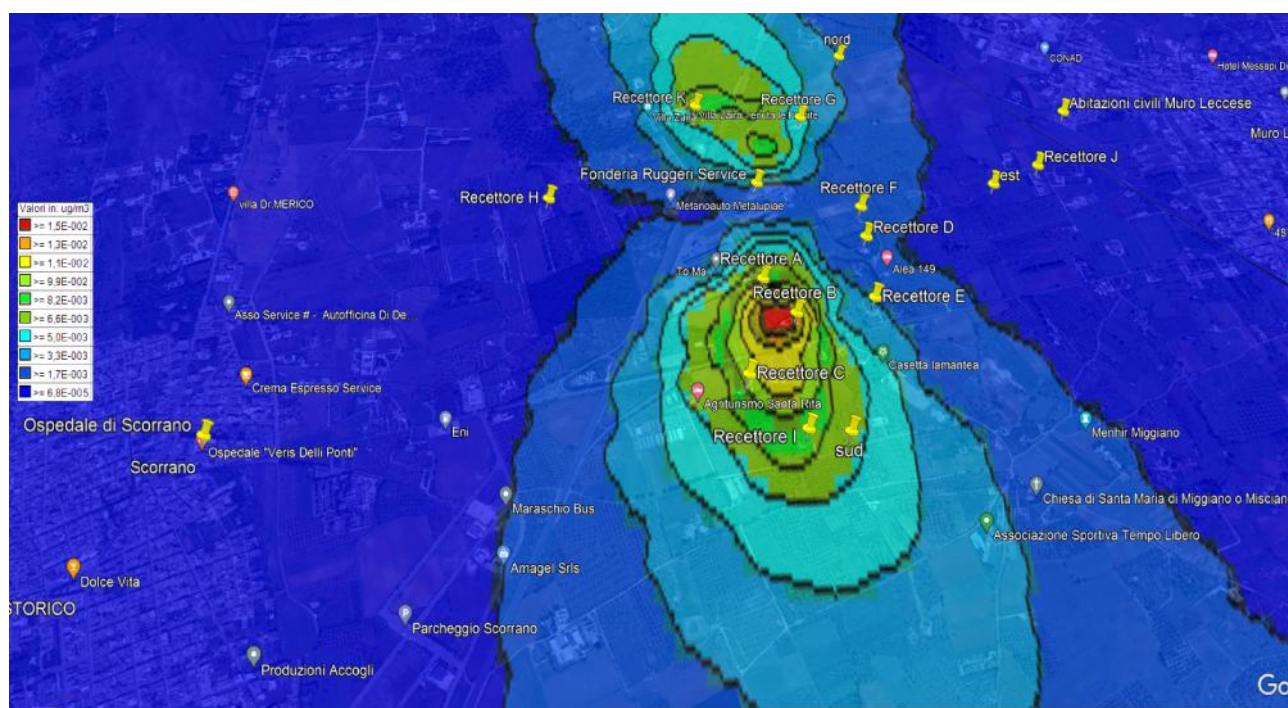 nord
CONAD
Hotel Messapi Di
Recettore K
Recettore G
Abitazioni civili Muro Leccese
Muro L
Recettore J
Fonderia Ruggeri Service
est
Recettore H
Metanoauto Metalupiae
Recettore F
villa Dr.MERICO
Valori in: ug/m3
>= 1,5E-002
>= 1,3E-002
>= 1,1E-002
>= 9,9E-002
>= 8,2E-003
>= 6,6E-003
>= 5,0E-003
>= 3,3E-003
>= 1,7E-003
>= 6,8E-005
Recettore D
Recettore A
To.Ma
Alea 149
Recettore B
Recettore E
Asso Service # - Autofficina Di De...
Casetta Iamantea
Recettore C
Crema Espresso Service
Agriturismo Santa Rita
Ospedale di Scorrano
Eni
Recettore I
sud
Menhir Miggiano
Ospedale "Veris Delli Ponti"
Scorrano
Chiesa di Santa Maria di Miggiano o Misciano
Maraschio Bus
Associazione Sportiva Tempo Libero
Amagel Srls
Dolce Vita
STORICO
Parcheggio Scorrano
Produzioni Accogli
Go